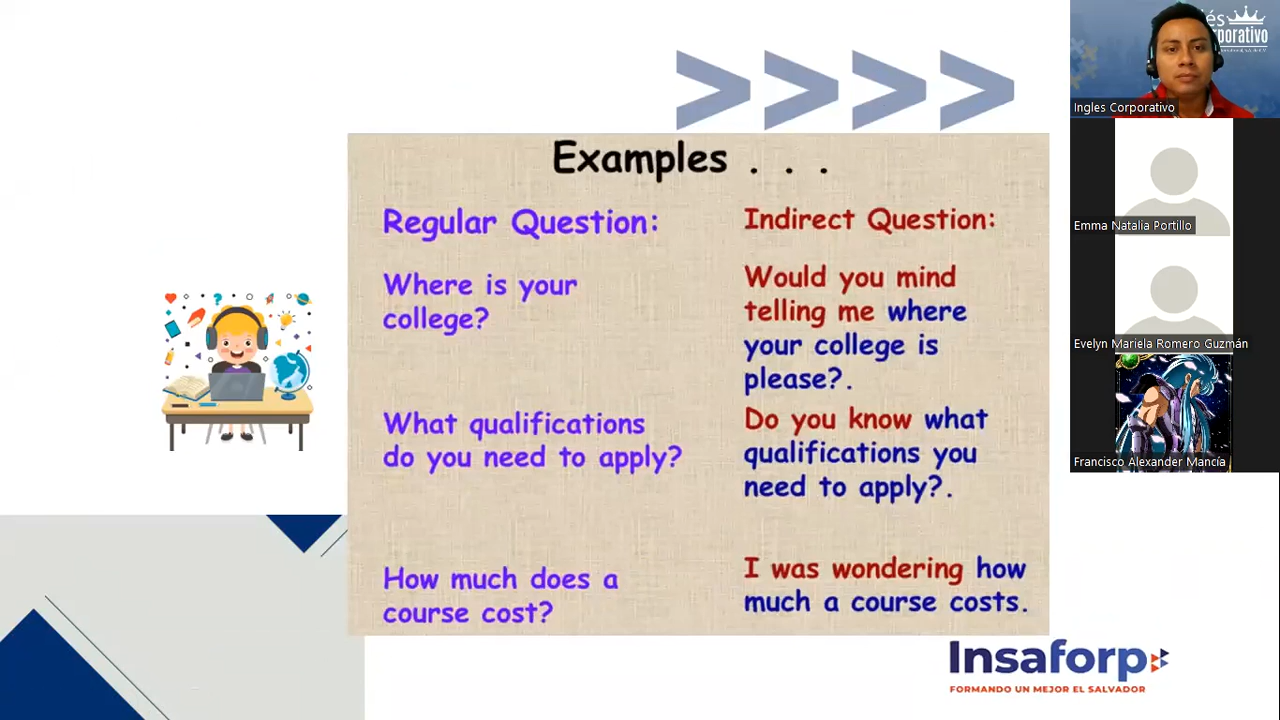 Examples . . .
Regular Question:
Where is your
college?
What qualifications
do you need to apply?
How much does a
course cost?
Indirect Question:
Would you mind
telling me where
your college is
please?.
Do you know what
qualifications you
need to apply?.
I was wondering how
much a course costs.
Insaforp
FORMANDO UN MEJOR EL SALVADOR
Ingles Corporativo
Emma Natalia Portillo
Evelyn Mariela Romero Guzmán
Francisco Alexander Mancía